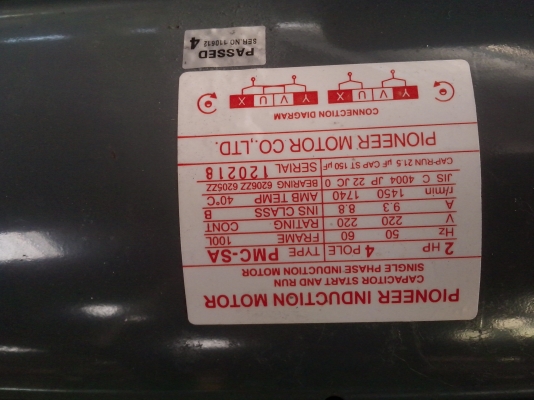 PIONEER INDUCTION MOTOR
CAPACITOR START AND RUN
SINGLE PHASE INDUCTION MOTOR
2 HP 4 POLE TYPE PMC-SA
Hz 50 60 FRAME 100L
V 220 220 RATING CONT
A 9.3 8.8 INS CLASS B
r/min 1450 1740 AMB TEMP 40°C
JIS C 4004 JP 22 JC 0 BEARING 6206ZZ 6205ZZ
CAP-RUN 21.5 µF CAP ST 150 µF SERIAL 120218
PIONEER MOTOR CO.,LTD.
CONNECTION DIAGRAM
Y V U X Y V U X
PASSED
SER.NO 110632
4